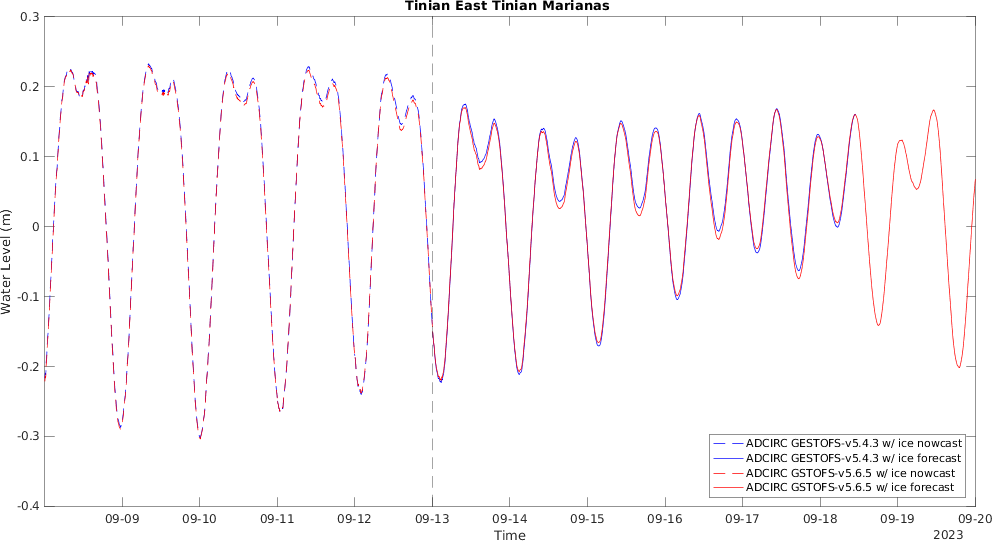 Tinian East Tinian Marianas
0.3
0.2
0.1
0
-0.1
-0.2
-0.3
-0.4
Water Level (m)
ADCIRC GESTOFS-v5.4.3 w/ ice nowcast
ADCIRC GESTOFS-v5.4.3 w/ ice forecast
ADCIRC GSTOFS-v5.6.5 w/ ice nowcast
ADCIRC GSTOFS-v5.6.5 w/ ice forecast
09-09 09-10 09-11 09-12 09-13 09-14 09-15 09-16 09-17 09-18 09-19 09-20
Time
2023